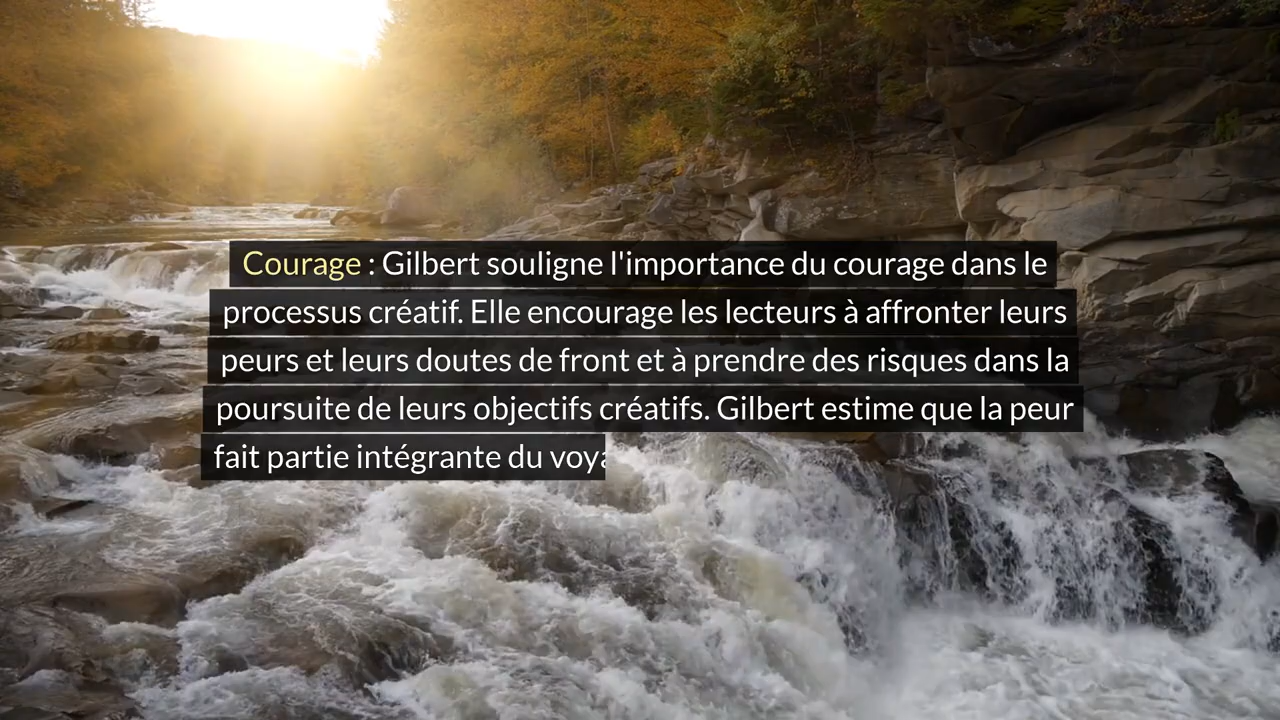 Courage : Gilbert souligne l'importance du courage dans le
processus créatif. Elle encourage les lecteurs à affronter leurs
peurs et leurs doutes de front et à prendre des risques dans la
poursuite de leurs objectifs créatifs. Gilbert estime que la peur
fait partie intégrante du voya